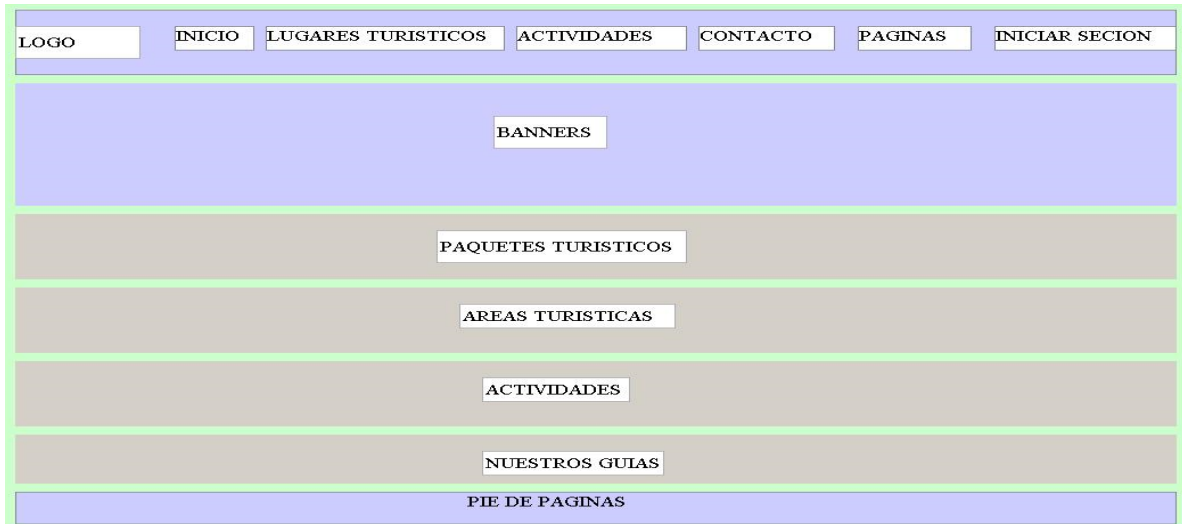 LOGO
INICIO
LUGARES TURISTICOS
ACTIVIDADES
CONTACTO
PAGINAS
INICIAR SECION
BANNERS
PAQUETES TURISTICOS
AREAS TURISTICAS
ACTIVIDADES
NUESTROS GUIAS
PIE DE PAGINAS